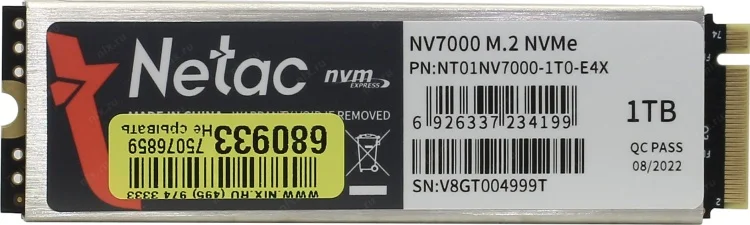 Netac
nvm
EXPRESS
MADE IN CHINA WARRANTY VOID IF REMOVED
NV7000 M.2 NVMe
PN:NT01NV7000-1T0-E4X
6 926337 234199
SN:V8GT004999T
1TB
QC PASS
08/2022
680933
75076859
Не срывать
WWW.NIX.RU (495) 974 3333